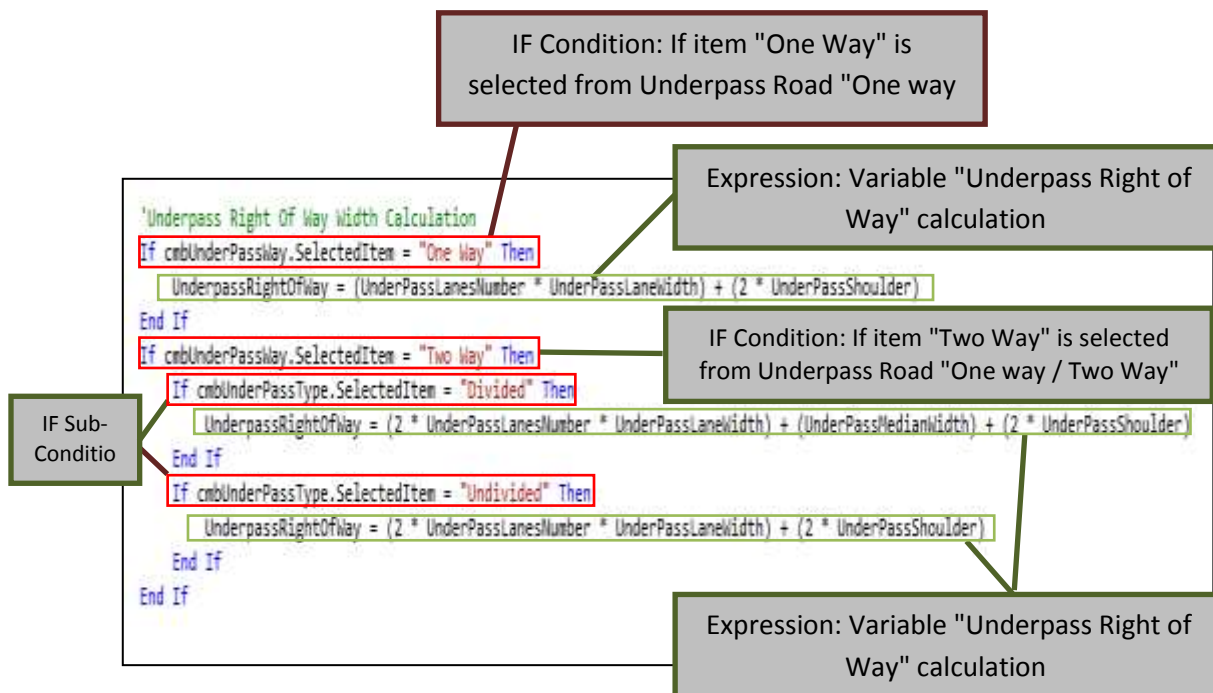 IF Condition: If item "One Way" is
selected from Underpass Road "One way
Expression: Variable "Underpass Right of
Way" calculation
'Underpass Right Of Way Width Calculation
If cmbUnderPassWay.SelectedItem = "One Way" Then
UnderpassRightOfWay = (UnderPassLanesNumber * UnderPassLaneWidth) + (2 * UnderPassShoulder)
End If
If cmbUnderPassWay.SelectedItem = "Two Way" Then
IF Condition: If item "Two Way" is selected
from Underpass Road "One way / Two Way"
If cmbUnderPassType.SelectedItem = "Divided" Then
IF Sub-
Conditio
UnderpassRightOfWay = (2 * UnderPassLanesNumber * UnderPassLaneWidth) + (UnderPassMedianWidth) + (2 * UnderPassShoulder)
End If
If cmbUnderPassType.SelectedItem = "Undivided" Then
UnderpassRightOfWay = (2 * UnderPassLanesNumber * UnderPassLaneWidth) + (2 * UnderPassShoulder)
End If
End If
Expression: Variable "Underpass Right of
Way" calculation